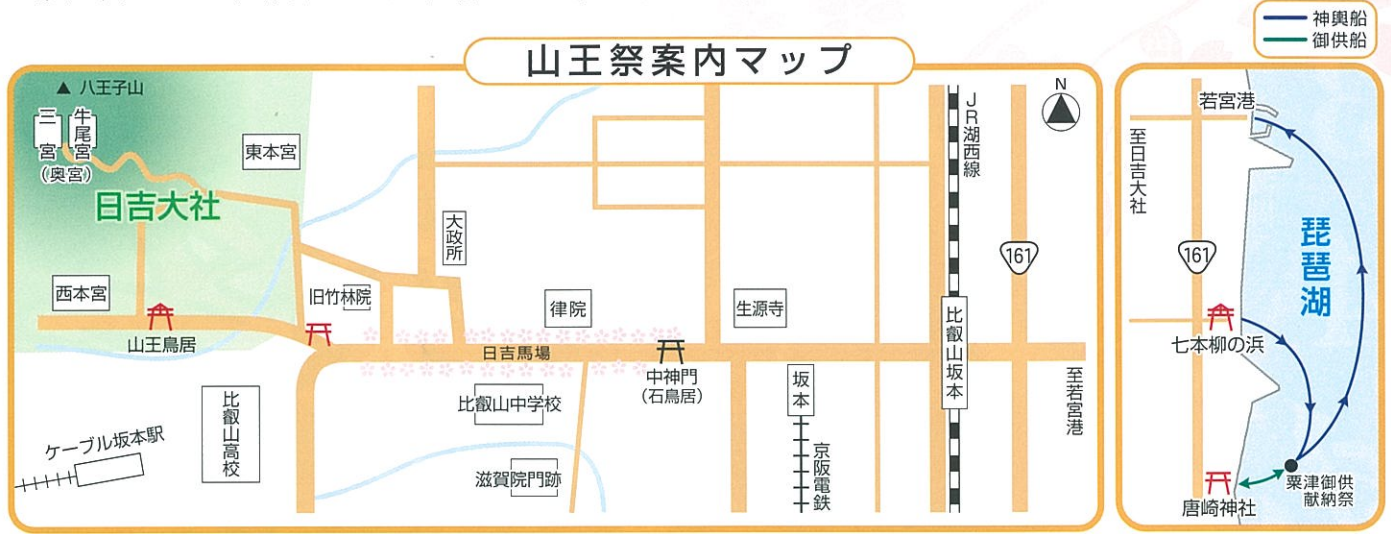 神輿船
御供船
山王祭案内マップ
▲ 八王子山
三宮
牛尾宮
(奥宮)
東本宮
日吉大社
西本宮
山王鳥居
旧竹林院
大政所
律院
生源寺
日吉馬場
中神門
(石鳥居)
比叡山中学校
滋賀院門跡
比叡山高校
ケーブル坂本駅
坂本
京阪電鉄
JR湖西線
比叡山坂本
N
161
至若宮港
若宮港
至日吉大社
161
琵琶湖
七本柳の浜
粟津御供
献納祭
唐崎神社